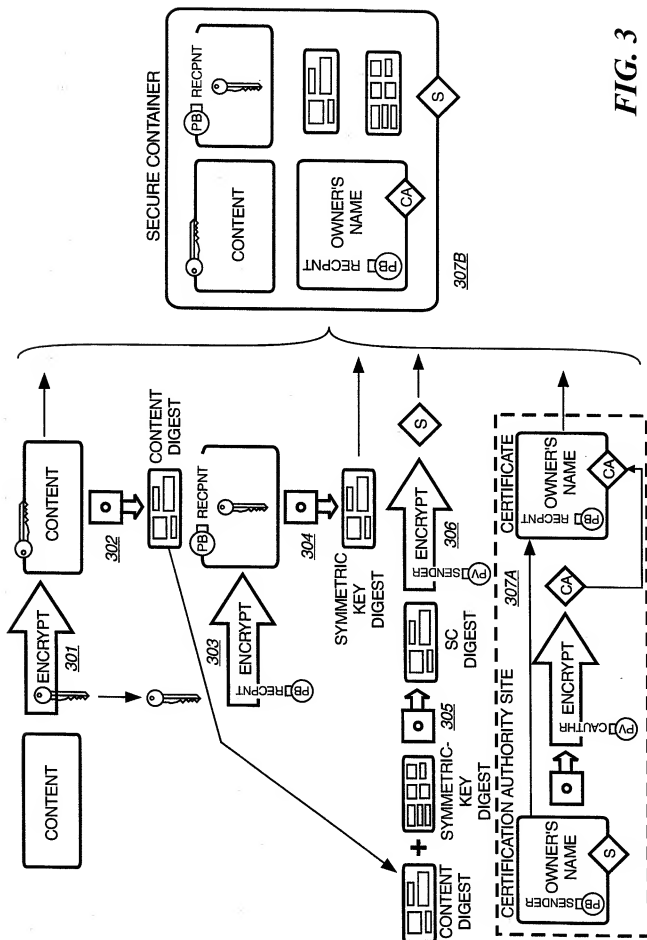 CONTENT
ENCRYPT
301
CONTENT
302
CONTENT
DIGEST
303
ENCRYPT
PB RECPNT
PB RECPNT
304
SYMMETRIC
KEY
DIGEST
CONTENT
DIGEST
+
SYMMETRIC-
KEY
DIGEST
305
SC
DIGEST
ENCRYPT
306
PV SENDER
S
CERTIFICATION AUTHORITY SITE
OWNER'S
NAME
PB SENDER
S
ENCRYPT
PV CAUTHR
CA
307A
CERTIFICATE
OWNER'S
NAME
PB RECPNT
CA
SECURE CONTAINER
CONTENT
PB RECPNT
OWNER'S
NAME
PB RECPNT
CA
S
307B
FIG. 3